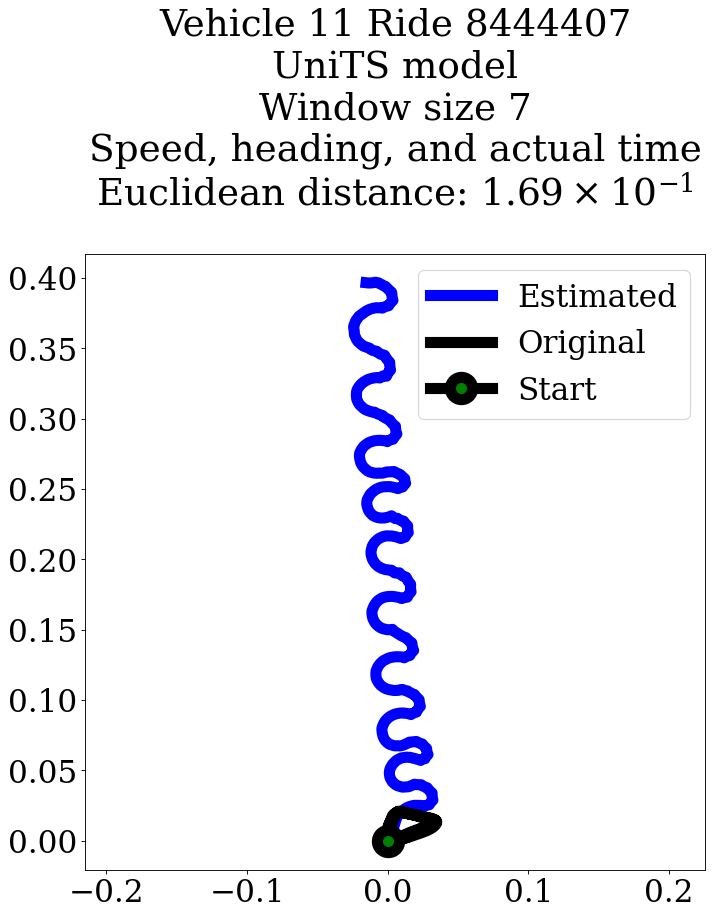 Vehicle 11 Ride 8444407
UniTS model
Window size 7
Speed, heading, and actual time
Euclidean distance: 1.69 × 10⁻¹
Estimated
Original
Start
0.40
0.35
0.30
0.25
0.20
0.15
0.10
0.05
0.00
−0.2 −0.1 0.0 0.1 0.2